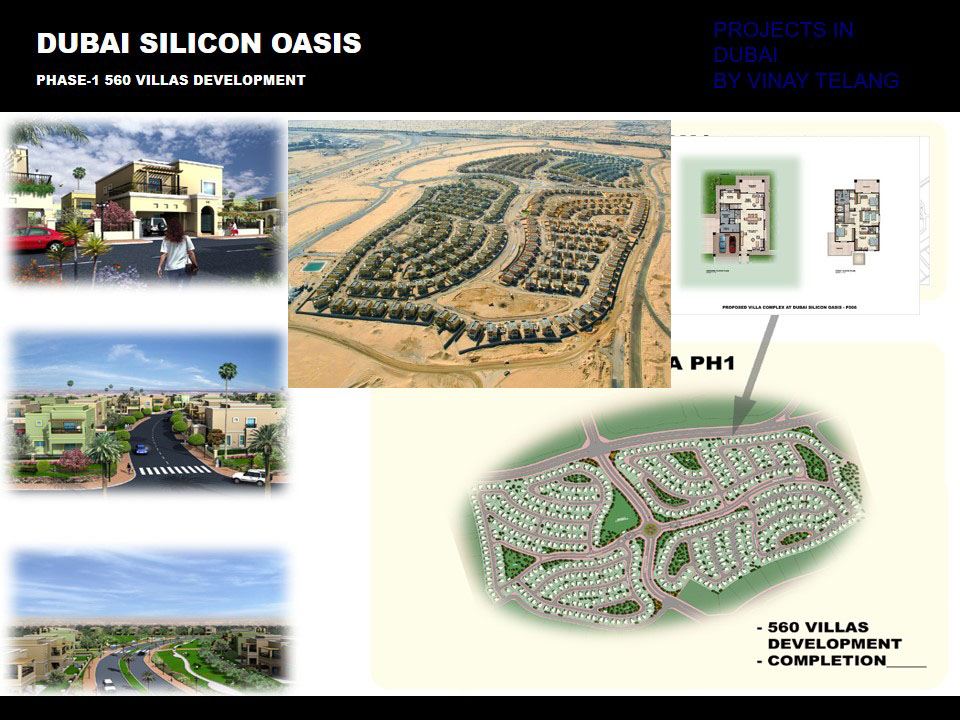 DUBAI SILICON OASIS
PHASE-1 560 VILLAS DEVELOPMENT
PROJECTS IN
DUBAI
BY VINAY TELANG
PROPOSED VILLA COMPLEX AT DUBAI SILICON OASIS - P006
A PH1
- 560 VILLAS
DEVELOPMENT
- COMPLETION_____